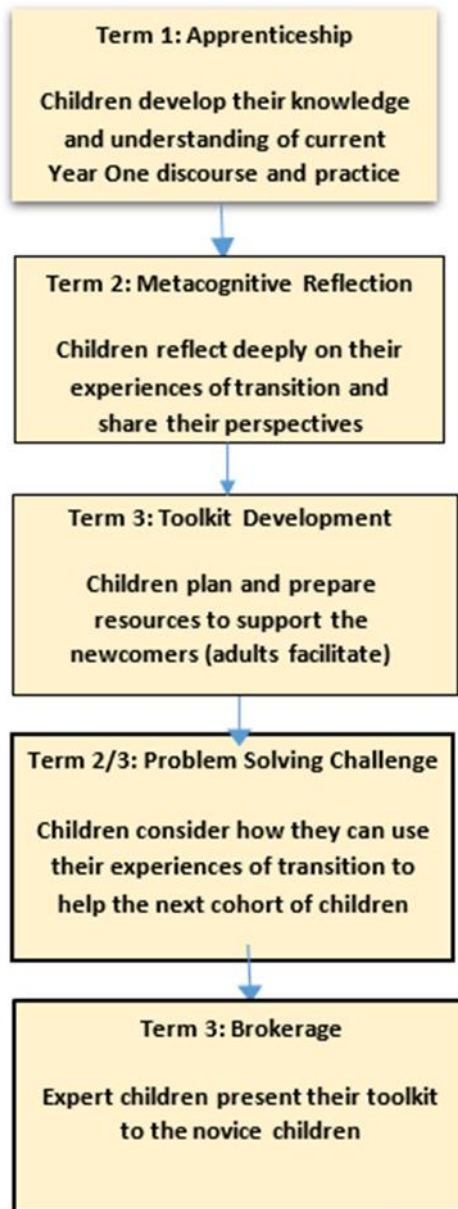 Term 1: Apprenticeship
Children develop their knowledge
and understanding of current
Year One discourse and practice
Term 2: Metacognitive Reflection
Children reflect deeply on their
experiences of transition and
share their perspectives
Term 3: Toolkit Development
Children plan and prepare
resources to support the
newcomers (adults facilitate)
Term 2/3: Problem Solving Challenge
Children consider how they can use
their experiences of transition to
help the next cohort of children
Term 3: Brokerage
Expert children present their toolkit
to the novice children